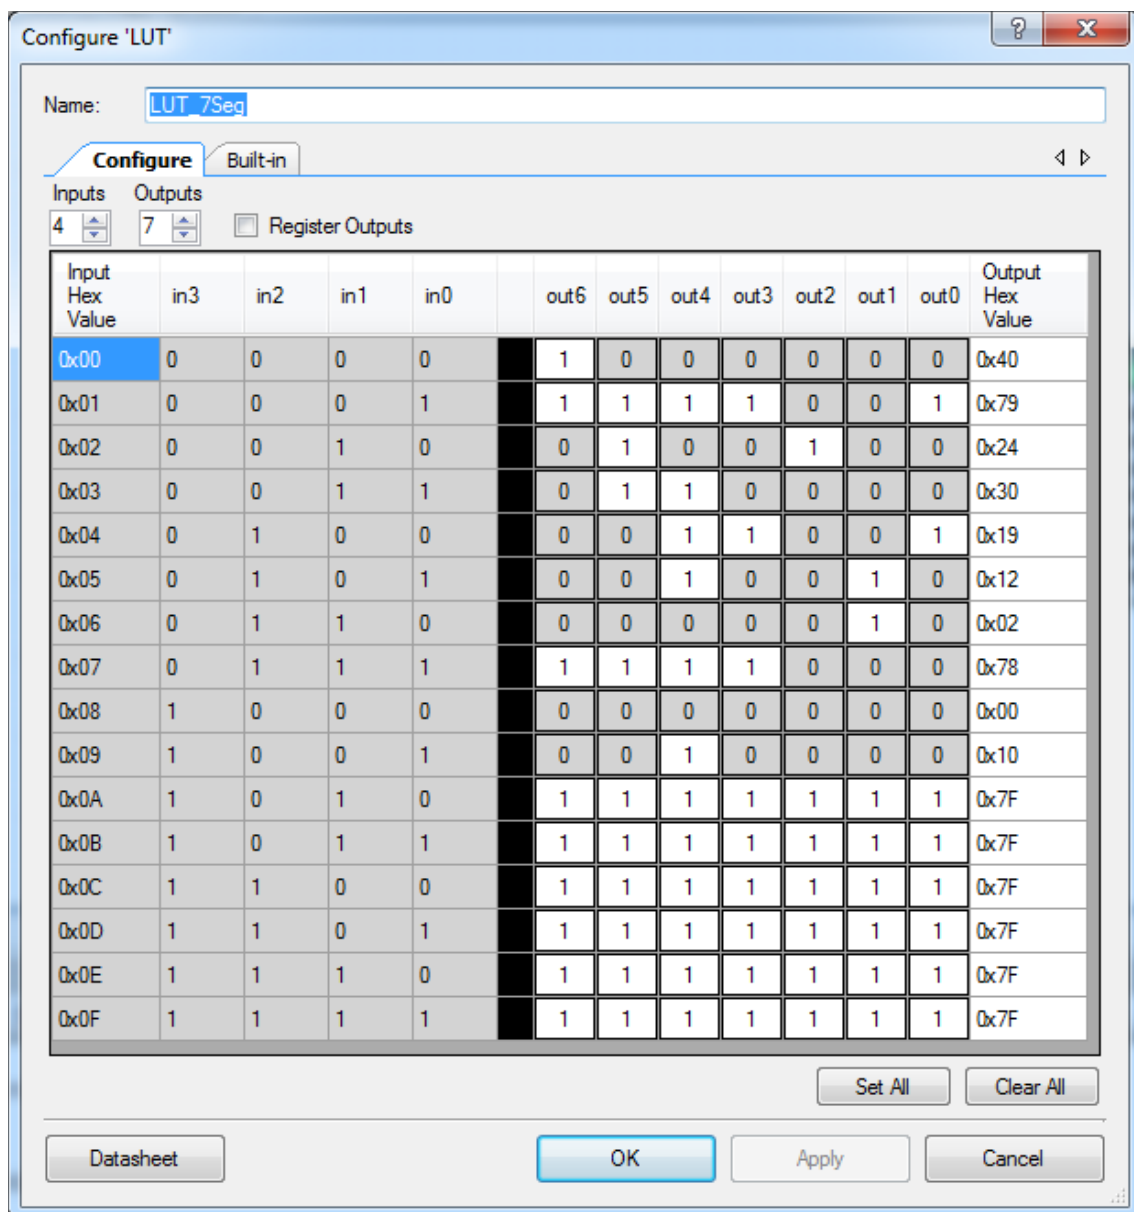 Configure 'LUT'
Name: LUT_7Seg
Configure Built-in
Inputs Outputs
4 7 Register Outputs
Input Hex Value in3 in2 in1 in0 out6 out5 out4 out3 out2 out1 out0 Output Hex Value
0x00 0 0 0 0 1 0 0 0 0 0 0 0x40
0x01 0 0 0 1 1 1 1 1 0 0 1 0x79
0x02 0 0 1 0 0 1 0 0 1 0 0 0x24
0x03 0 0 1 1 0 1 1 0 0 0 0 0x30
0x04 0 1 0 0 0 0 1 1 0 0 1 0x19
0x05 0 1 0 1 0 0 1 0 0 1 0 0x12
0x06 0 1 1 0 0 0 0 0 0 1 0 0x02
0x07 0 1 1 1 1 1 1 1 0 0 0 0x78
0x08 1 0 0 0 0 0 0 0 0 0 0 0x00
0x09 1 0 0 1 0 0 1 0 0 0 0 0x10
0x0A 1 0 1 0 1 1 1 1 1 1 1 0x7F
0x0B 1 0 1 1 1 1 1 1 1 1 1 0x7F
0x0C 1 1 0 0 1 1 1 1 1 1 1 0x7F
0x0D 1 1 0 1 1 1 1 1 1 1 1 0x7F
0x0E 1 1 1 0 1 1 1 1 1 1 1 0x7F
0x0F 1 1 1 1 1 1 1 1 1 1 1 0x7F
Set All Clear All
Datasheet OK Apply Cancel